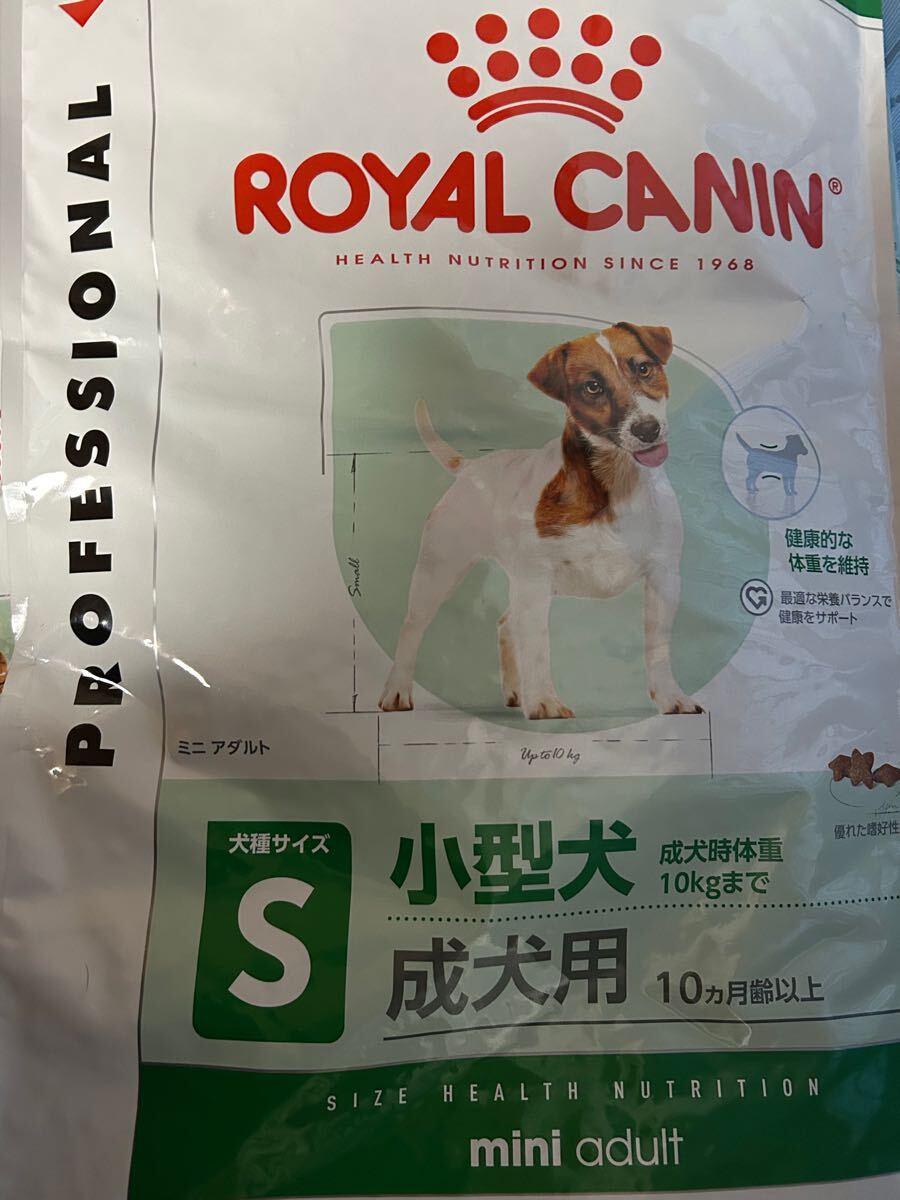 PROFESSIONAL
ROYAL CANIN®
HEALTH NUTRITION SINCE 1968
Small
健康的な
体重を維持
最適な栄養バランスで
健康をサポート
ミニ アダルト
Up to 10 kg
優れた嗜好性
犬種サイズ
S
小型犬
成犬時体重
10kgまで
成犬用
10ヵ月齢以上
SIZE HEALTH NUTRITION
mini adult